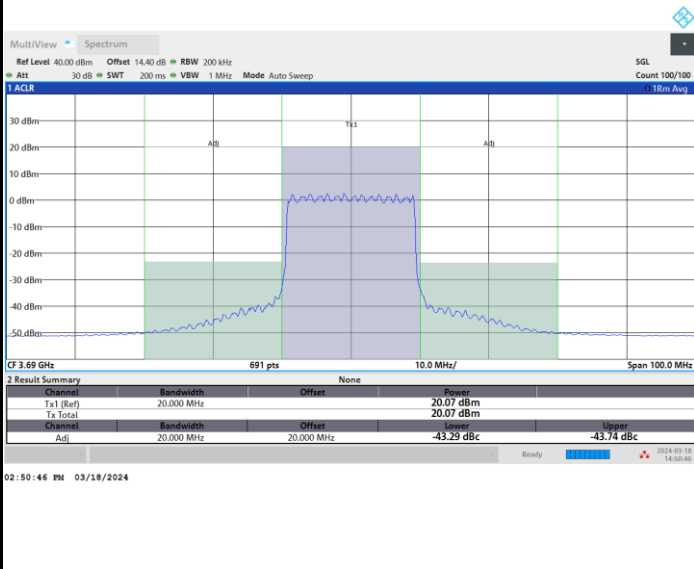 MultiView Spectrum
Ref Level 40.00 dBm Offset 14.40 dB RBW 200 kHz SGL
Att 30 dB SWT 200 ms VBW 1 MHz Mode Auto Sweep Count 100/100
1 ACLR 1Rm Avg
Tx1
30 dBm
Adj Adj
20 dBm
10 dBm
0 dBm
-10 dBm
-20 dBm
-30 dBm
-40 dBm
-50 dBm
CF 3.69 GHz 691 pts 10.0 MHz/ Span 100.0 MHz
2 Result Summary None
Channel Bandwidth Offset Power
Tx1 (Ref) 20.000 MHz 20.07 dBm
Tx Total 20.07 dBm
Channel Bandwidth Offset Lower Upper
Adj 20.000 MHz 20.000 MHz -43.29 dBc -43.74 dBc
Ready 2024-03-18
14:50:46
02:50:46 PM 03/18/2024